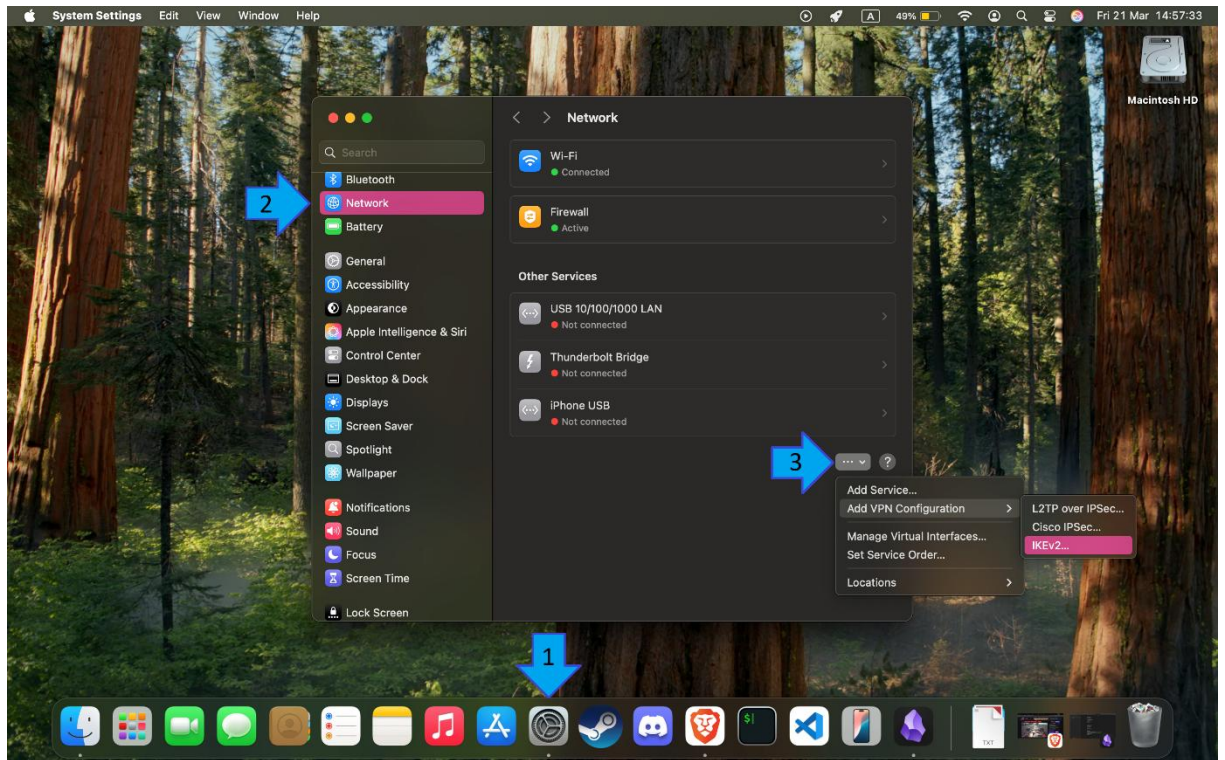 System Settings Edit View Window Help
A 49% Fri 21 Mar 14:57:33
Macintosh HD
Search
Bluetooth
Network
Battery
General
Accessibility
Appearance
Apple Intelligence & Siri
Control Center
Desktop & Dock
Displays
Screen Saver
Spotlight
Wallpaper
Notifications
Sound
Focus
Screen Time
Lock Screen
2
Network
Wi-Fi
Connected
Firewall
Active
Other Services
USB 10/100/1000 LAN
Not connected
Thunderbolt Bridge
Not connected
iPhone USB
Not connected
3
... ?
Add Service...
Add VPN Configuration
Manage Virtual Interfaces...
Set Service Order...
Locations
L2TP over IPSec...
Cisco IPSec...
IKEv2...
1
$
TXT